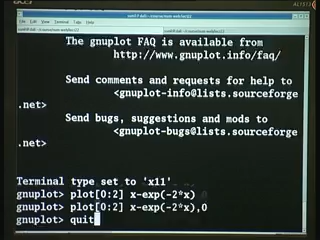 The gnuplot FAQ is available from
http://www.gnuplot.info/faq/
Send comments and requests for help to
<gnuplot-info@lists.sourceforge
.net>
Send bugs, suggestions and mods to
<gnuplot-bugs@lists.sourceforge
.net>
Terminal type set to 'x11'
gnuplot> plot[0:2] x-exp(-2*x)
gnuplot> plot[0:2] x-exp(-2*x),0
gnuplot> quit